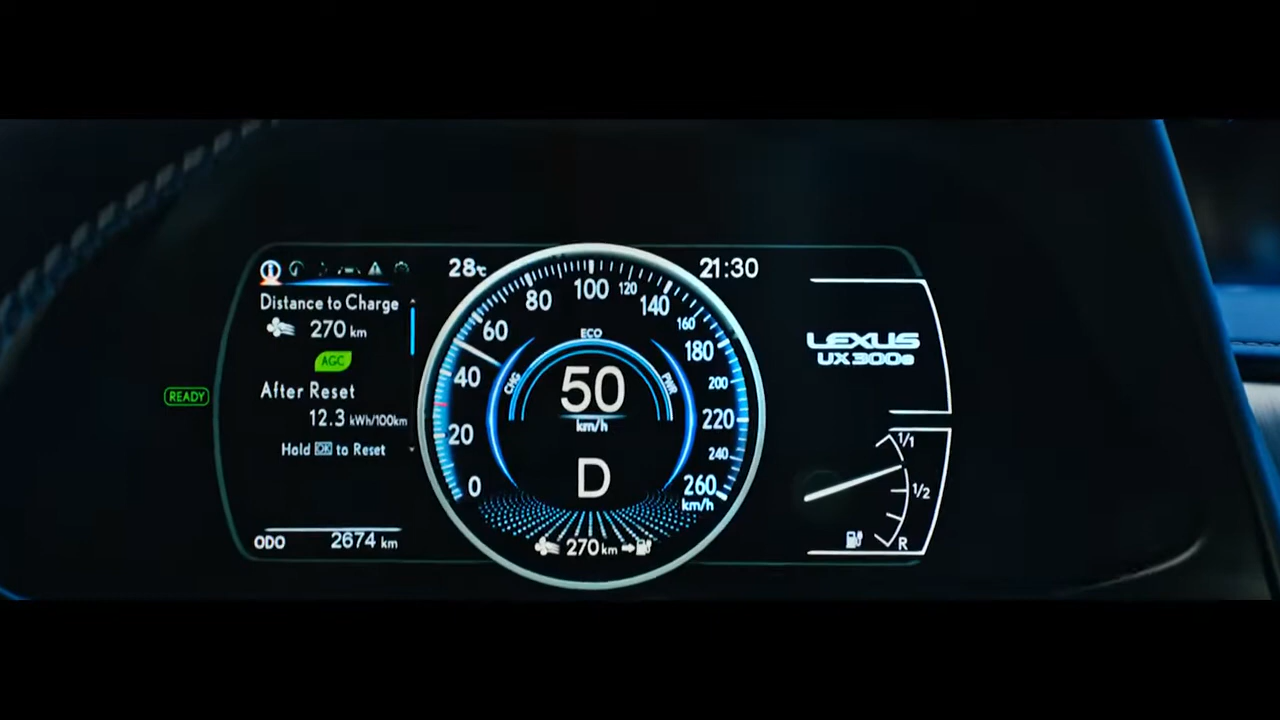 28℃
21:30
Distance to Charge
270 km
AGC
After Reset
12.3 kWh/100km
Hold OK to Reset
ODO 2674 km
READY
0
20
40
60
80
100
120
140
160
180
200
220
240
260
km/h
ECO
CHG
PWR
50
km/h
D
270 km
LEXUS
UX300e
1/1
1/2
R